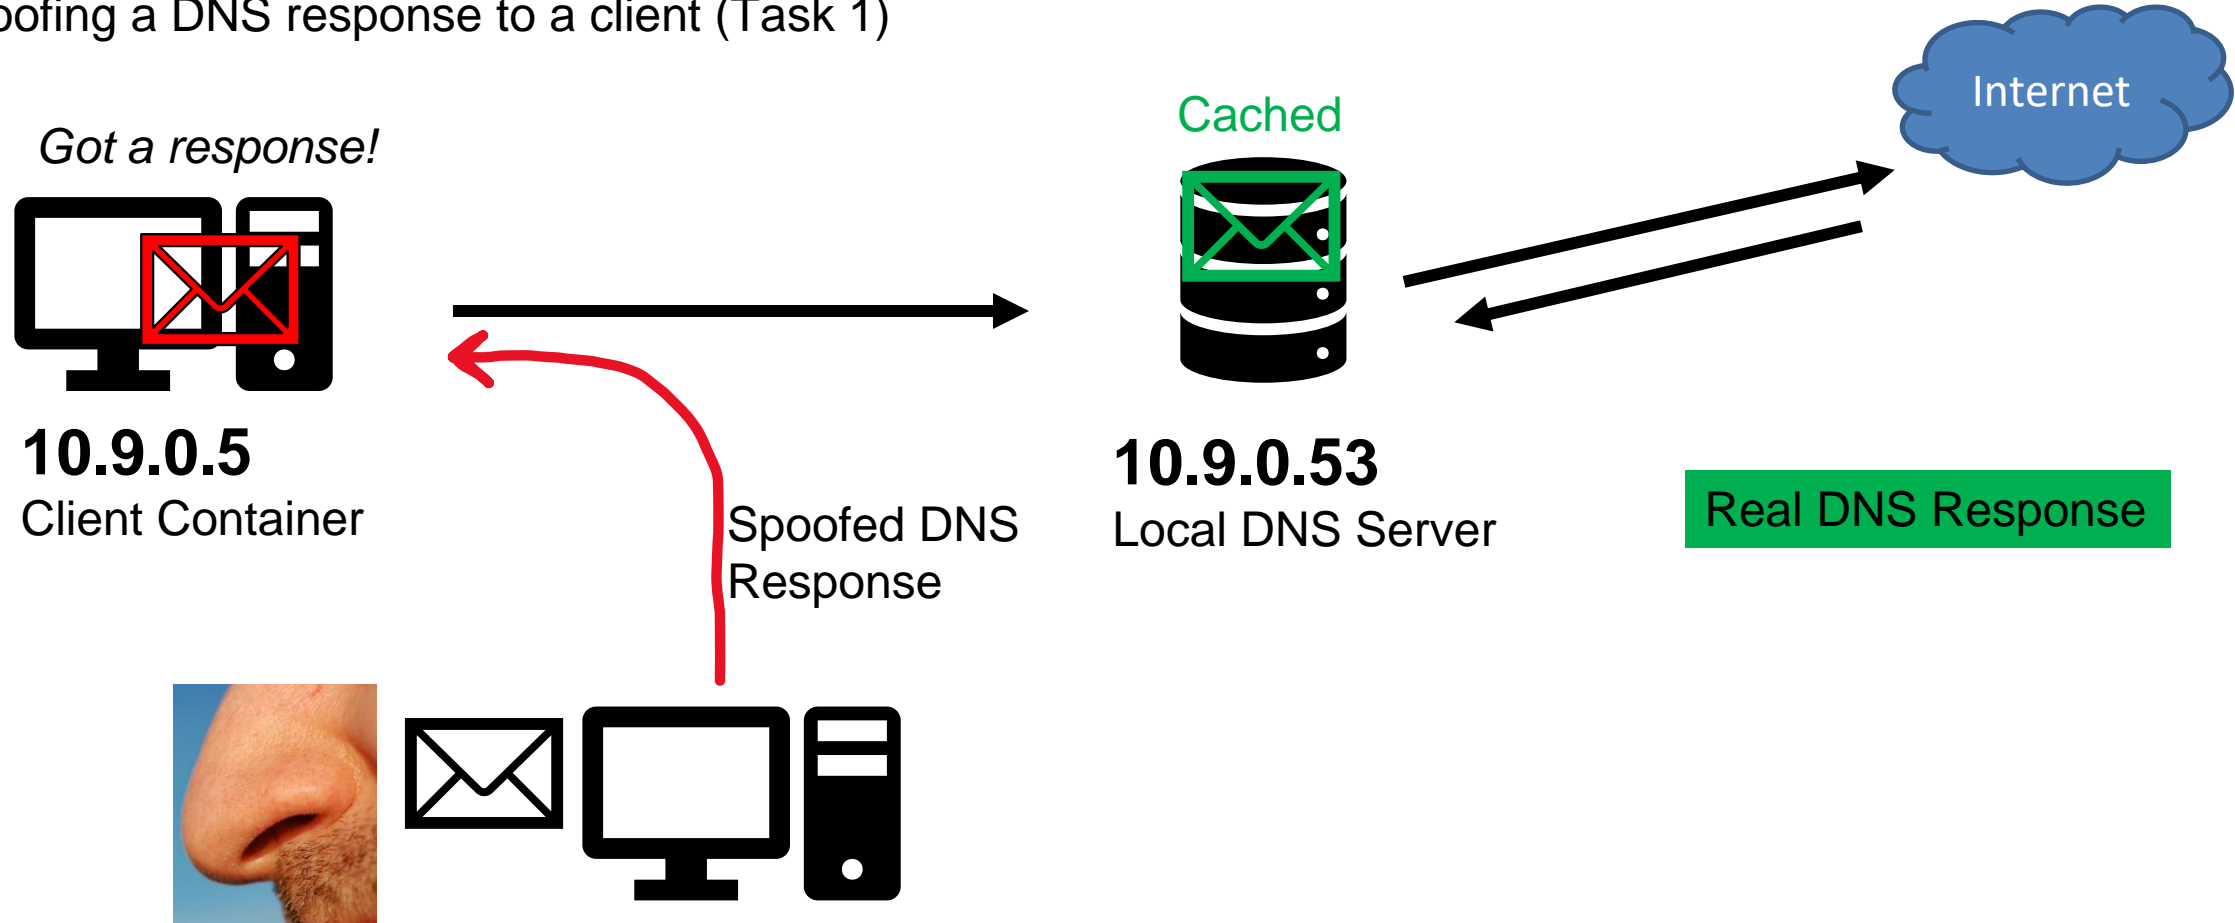 oofing a DNS response to a client (Task 1)
Internet
Cached
Got a response!
10.9.0.5
Client Container
10.9.0.53
Local DNS Server
Real DNS Response
Spoofed DNS
Response